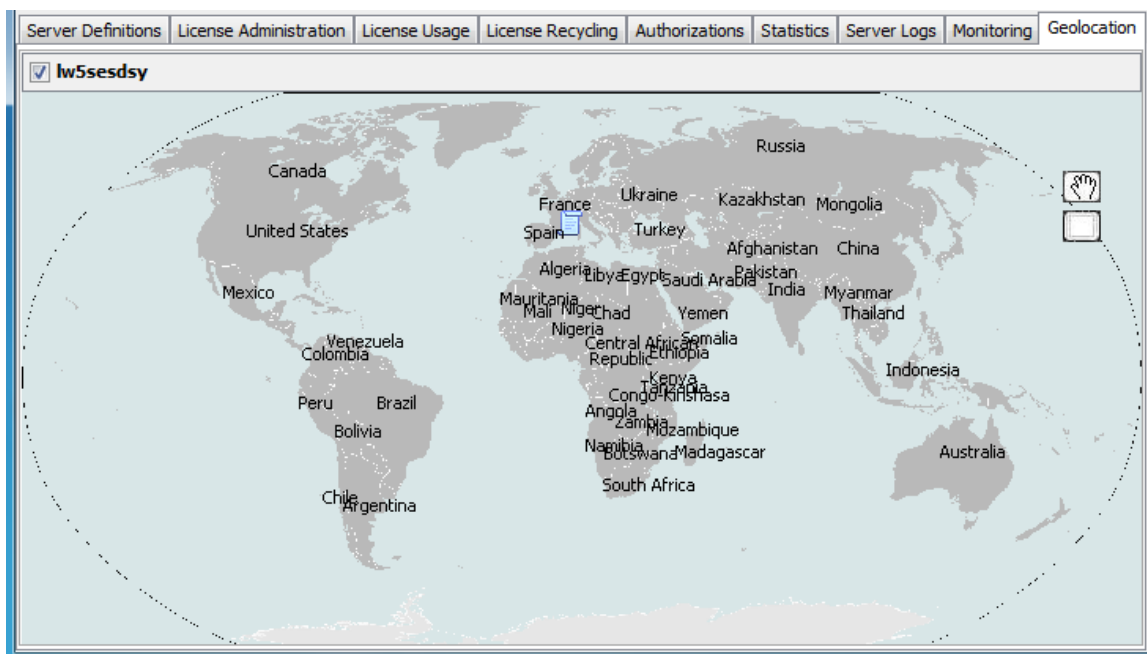 Server Definitions License Administration License Usage License Recycling Authorizations Statistics Server Logs Monitoring Geolocation
lw5sesdsy
Russia
Canada
Ukraine
Kazakhstan
France
Mongolia
United States
Spain
Turkey
Afghanistan
China
Algeria
Libya
Egypt
Saudi Arabia
Pakistan
India
Mexico
Myanmar
Mauritania
Mali
Niger
Chad
Yemen
Thailand
Nigeria
Venezuela
Colombia
Central African
Republic
Somalia
Ethiopia
Indonesia
Kenya
Tanzania
Congo-Kinshasa
Peru
Brazil
Angola
Zambia
Mozambique
Bolivia
Namibia
Botswana
Madagascar
Australia
South Africa
Chile
Argentina